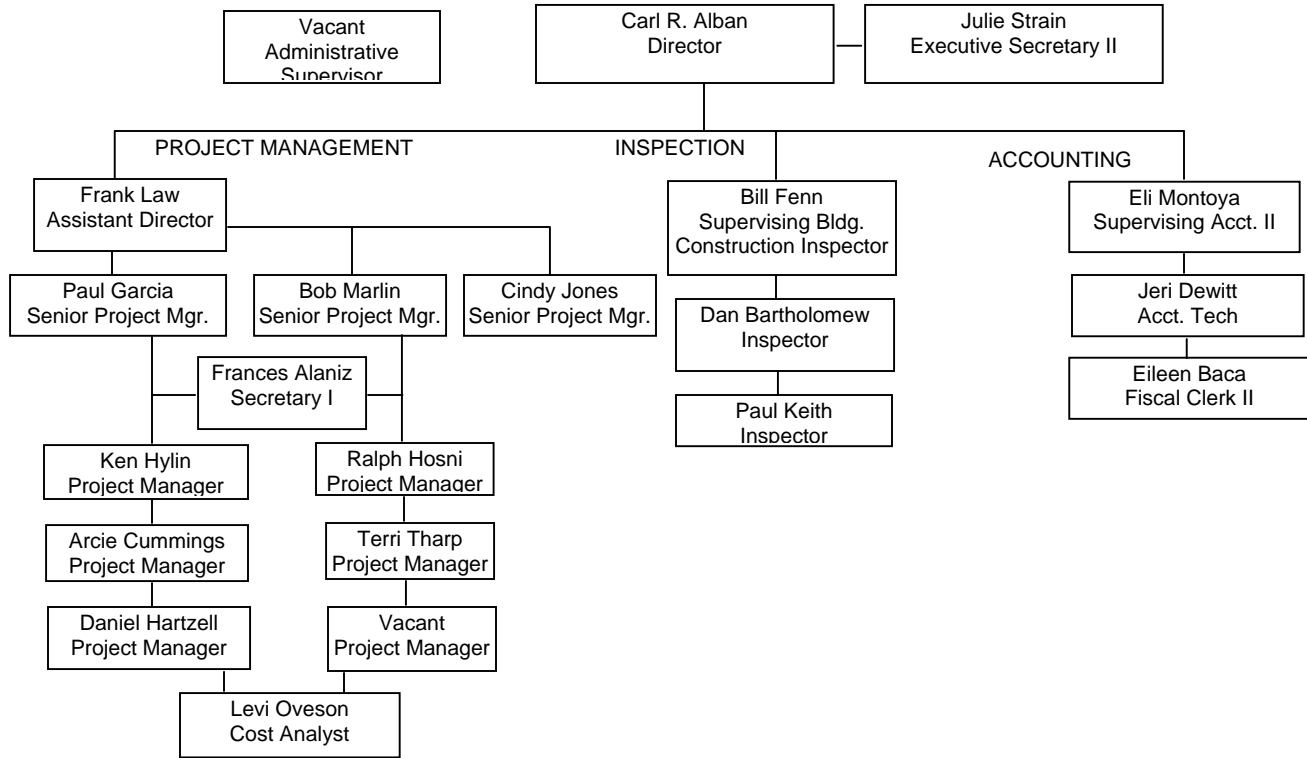 Vacant
Administrative
Supervisor
Carl R. Alban
Director
Julie Strain
Executive Secretary II
PROJECT MANAGEMENT
INSPECTION
ACCOUNTING
Frank Law
Assistant Director
Bill Fenn
Supervising Bldg.
Construction Inspector
Eli Montoya
Supervising Acct. II
Paul Garcia
Senior Project Mgr.
Bob Marlin
Senior Project Mgr.
Cindy Jones
Senior Project Mgr.
Dan Bartholomew
Inspector
Jeri Dewitt
Acct. Tech
Frances Alaniz
Secretary I
Paul Keith
Inspector
Eileen Baca
Fiscal Clerk II
Ken Hylin
Project Manager
Ralph Hosni
Project Manager
Arcie Cummings
Project Manager
Terri Tharp
Project Manager
Daniel Hartzell
Project Manager
Vacant
Project Manager
Levi Oveson
Cost Analyst